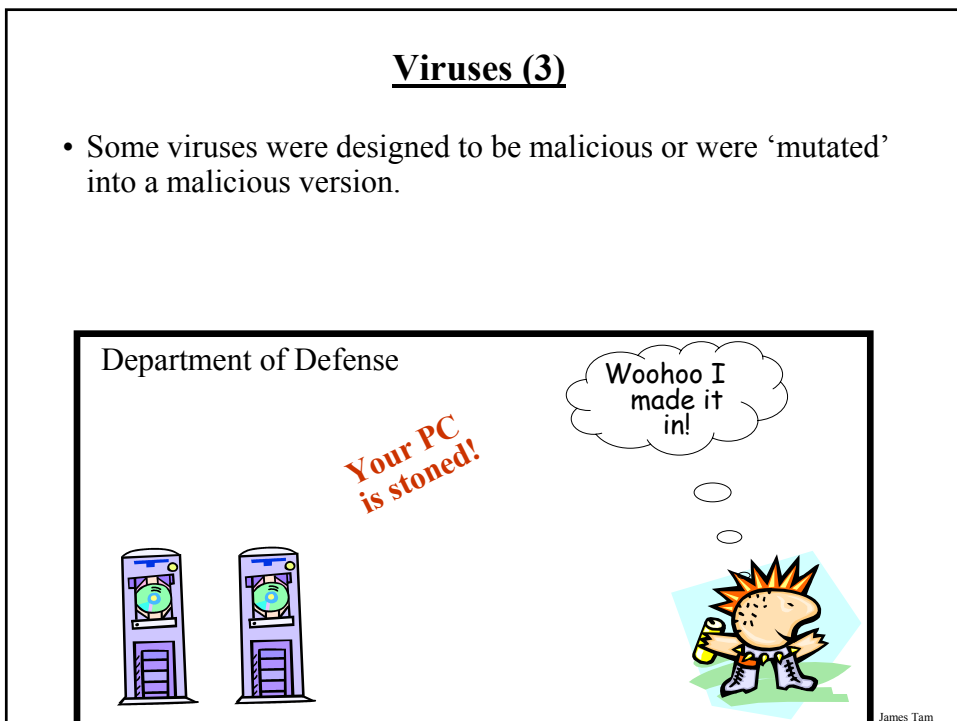 Viruses (3)
• Some viruses were designed to be malicious or were ‘mutated’
into a malicious version.
Department of Defense
Woohoo I
made it
in!
Your PC
is stoned!
James Tam